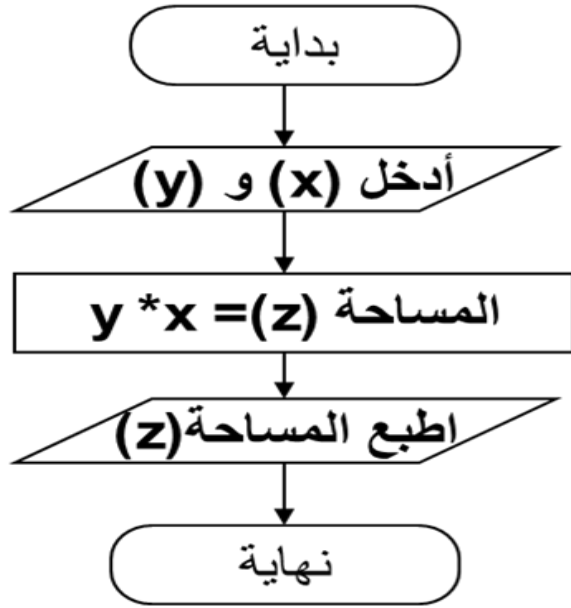 بداية
أدخل (x) و (y)
المساحة (z)= y *x
اطبع المساحة(z)
نهاية